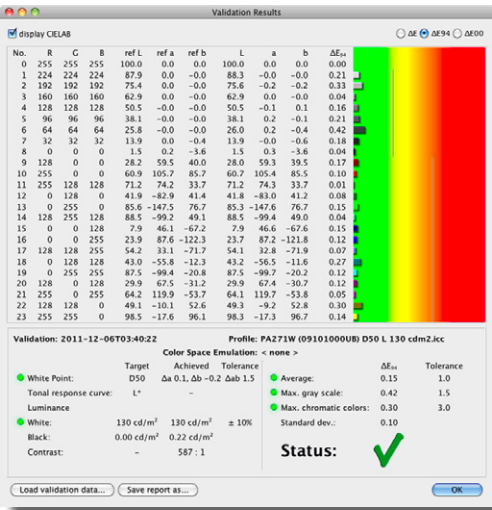 Validation Results
display CIELAB ΔE ΔE94 ΔE00
No. R G B ref L ref a ref b L a b ΔE94
0 255 255 255 100.0 0.0 0.0 100.0 0.0 0.0 0.00
1 224 224 224 87.9 0.0 -0.0 88.3 -0.0 -0.0 0.21
2 192 192 192 75.4 0.0 -0.0 75.6 -0.2 -0.2 0.33
3 160 160 160 62.9 0.0 -0.0 62.9 0.0 -0.0 0.04
4 128 128 128 50.5 -0.0 -0.0 50.5 -0.1 0.1 0.16
5 96 96 96 38.1 -0.0 -0.0 38.1 0.2 -0.1 0.21
6 64 64 64 25.8 -0.0 -0.0 26.0 0.2 -0.4 0.42
7 32 32 32 13.9 0.0 -0.4 13.9 -0.0 -0.6 0.18
8 0 0 0 1.5 0.2 -3.6 1.5 0.3 -3.6 0.04
9 128 0 0 28.2 59.5 40.0 28.0 59.3 39.5 0.17
10 255 0 0 60.9 105.7 85.7 60.7 105.4 85.5 0.10
11 255 128 128 71.2 74.2 33.7 71.2 74.3 33.7 0.01
12 0 128 0 41.9 -82.9 41.4 41.8 -83.0 41.2 0.08
13 0 255 0 85.6 -147.5 76.7 85.3 -147.6 76.7 0.15
14 128 255 128 88.5 -99.2 49.1 88.5 -99.4 49.0 0.04
15 0 0 128 7.9 46.1 -67.2 7.9 46.6 -67.6 0.15
16 0 0 255 23.9 87.6 -122.3 23.7 87.2 -121.8 0.12
17 128 128 255 54.2 33.1 -71.7 54.1 32.8 -71.9 0.07
18 0 128 128 43.0 -55.8 -12.3 43.2 -56.5 -11.6 0.27
19 0 255 255 87.5 -99.4 -20.8 87.5 -99.7 -20.2 0.12
20 128 0 128 29.9 67.5 -31.2 29.9 67.4 -30.7 0.12
21 255 0 255 64.2 119.9 -53.7 64.1 119.7 -53.8 0.05
22 128 128 0 49.1 -10.1 52.6 49.3 -9.2 52.8 0.30
23 255 255 0 98.5 -17.6 96.1 98.3 -17.3 96.7 0.14
Validation: 2011-12-06T03:40:22 Profile: PA271W (09101000UB) D50 L 130 cdm2.icc
Color Space Emulation: < none >
Target Achieved Tolerance ΔE94 Tolerance
White Point: D50 Δa 0.1, Δb -0.2 Δab 1.5 Average: 0.15 1.0
Tonal response curve: L* – Max. gray scale: 0.42 1.5
Luminance Max. chromatic colors: 0.30 3.0
White: 130 cd/m² 130 cd/m² ± 10% Standard dev.: 0.10
Black: 0.00 cd/m² 0.22 cd/m²
Contrast: – 587 : 1 Status:
Load validation data... Save report as... OK